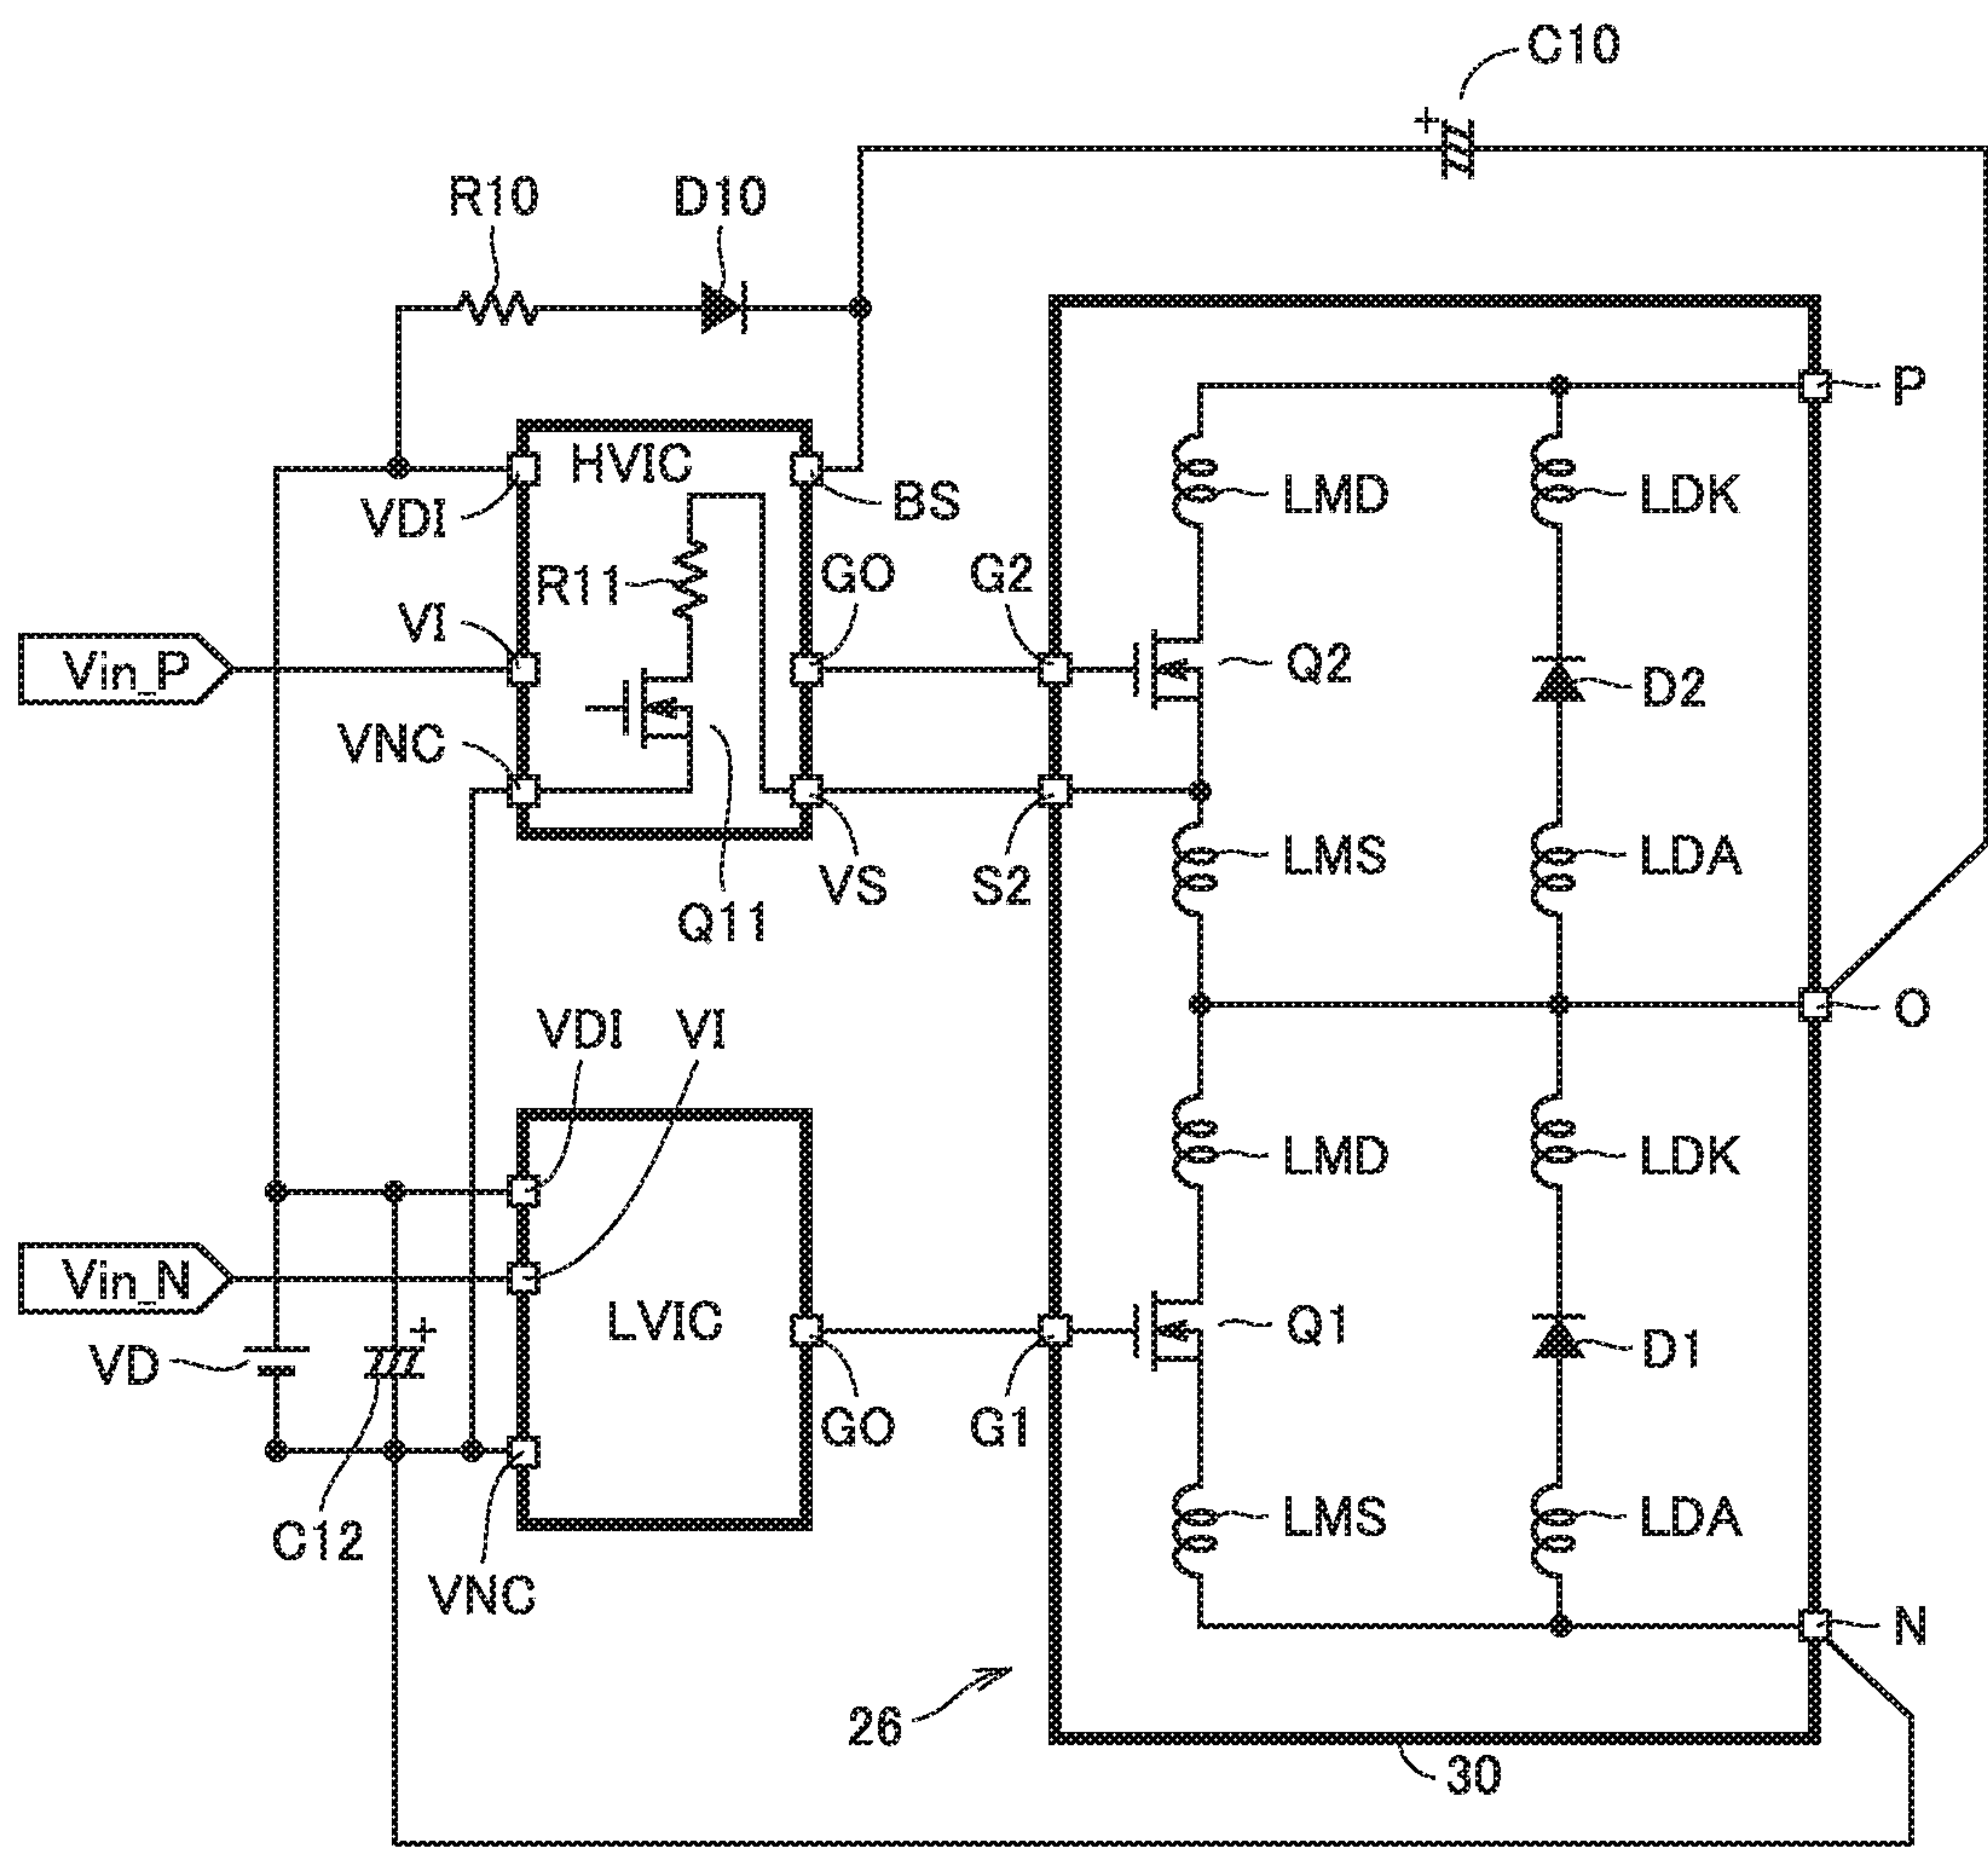 C10
R10
D10
P
HVIC
VDI
BS
LMD
LDK
R11
GO
G2
VI
Vin_P
Q2
D2
VNC
LMS
LDA
VS
S2
Q11
O
VDI
VI
LMD
LDK
Vin_N
LVIC
Q1
D1
VD
GO
G1
C12
LMS
LDA
VNC
N
26
30